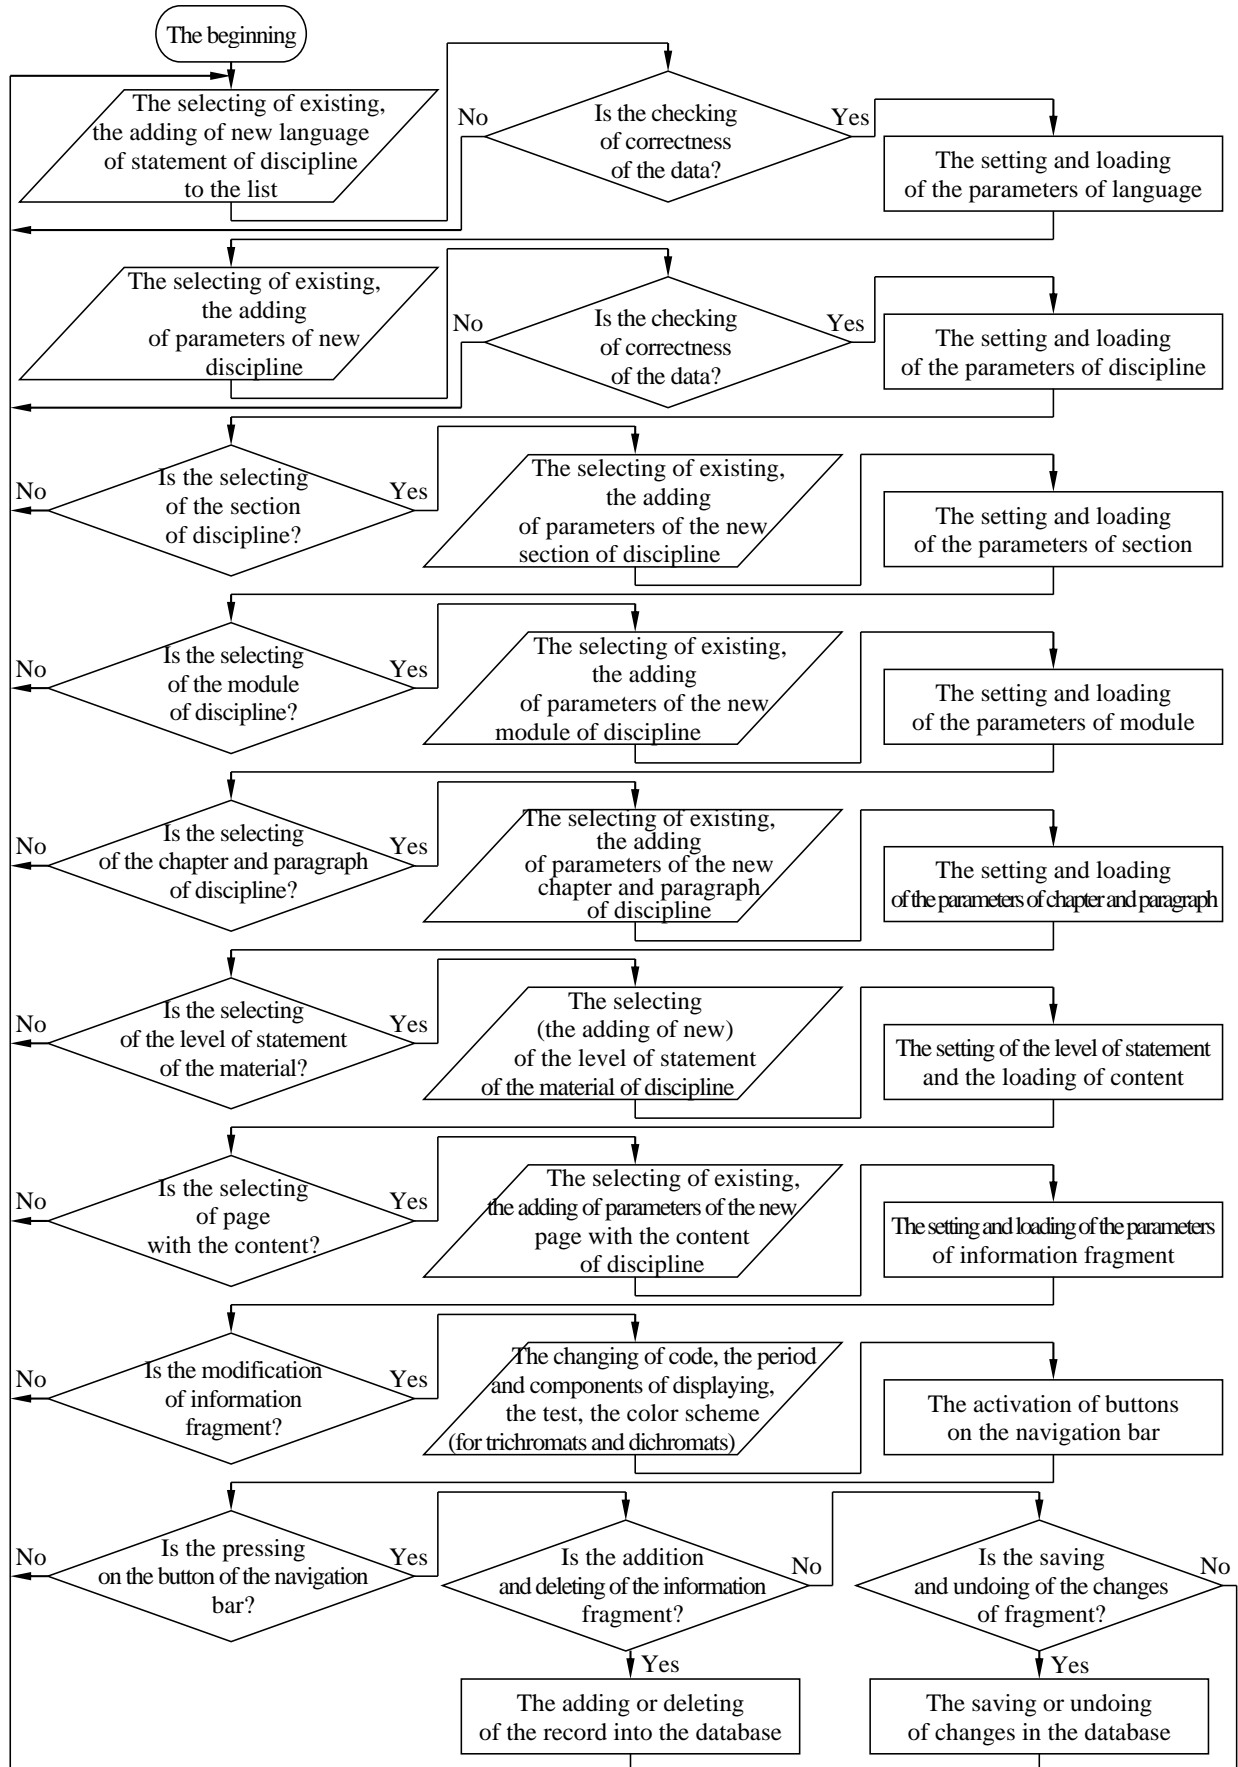 The beginning
The selecting of existing,
the adding of new language
of statement of discipline
to the list
No
Is the checking
of correctness
of the data?
Yes
The setting and loading
of the parameters of language
The selecting of existing,
the adding
of parameters of new
discipline
No
Is the checking
of correctness
of the data?
Yes
The setting and loading
of the parameters of discipline
No
Is the selecting
of the section
of discipline?
Yes
The selecting of existing,
the adding
of parameters of the new
section of discipline
The setting and loading
of the parameters of section
No
Is the selecting
of the module
of discipline?
Yes
The selecting of existing,
the adding
of parameters of the new
module of discipline
The setting and loading
of the parameters of module
No
Is the selecting
of the chapter and paragraph
of discipline?
Yes
The selecting of existing,
the adding
of parameters of the new
chapter and paragraph
of discipline
The setting and loading
of the parameters of chapter and paragraph
No
Is the selecting
of the level of statement
of the material?
Yes
The selecting
(the adding of new)
of the level of statement
of the material of discipline
The setting of the level of statement
and the loading of content
No
Is the selecting
of page
with the content?
Yes
The selecting of existing,
the adding of parameters of the new
page with the content
of discipline
The setting and loading of the parameters
of information fragment
No
Is the modification
of information
fragment?
Yes
The changing of code, the period
and components of displaying,
the test, the color scheme
(for trichromats and dichromats)
The activation of buttons
on the navigation bar
No
Is the pressing
on the button of the navigation
bar?
Yes
Is the addition
and deleting of the information
fragment?
No
Is the saving
and undoing of the changes
of fragment?
No
Yes
Yes
The adding or deleting
of the record into the database
The saving or undoing
of changes in the database